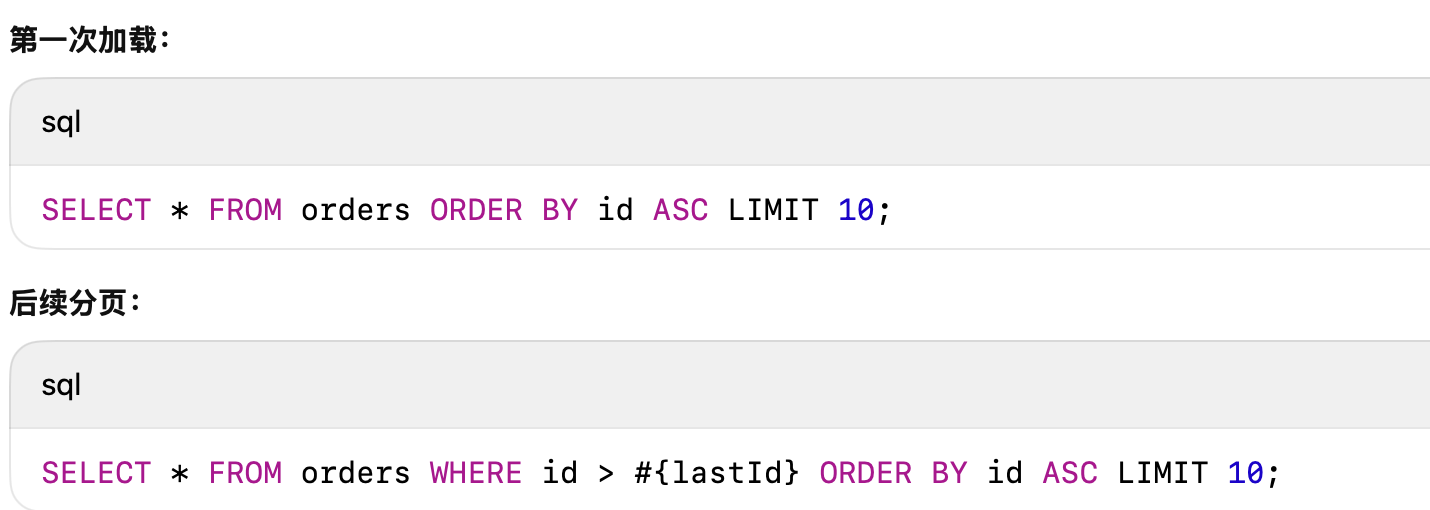 第一次加载：
sql
SELECT * FROM orders ORDER BY id ASC LIMIT 10;
后续分页：
sql
SELECT * FROM orders WHERE id > #{lastId} ORDER BY id ASC LIMIT 10;